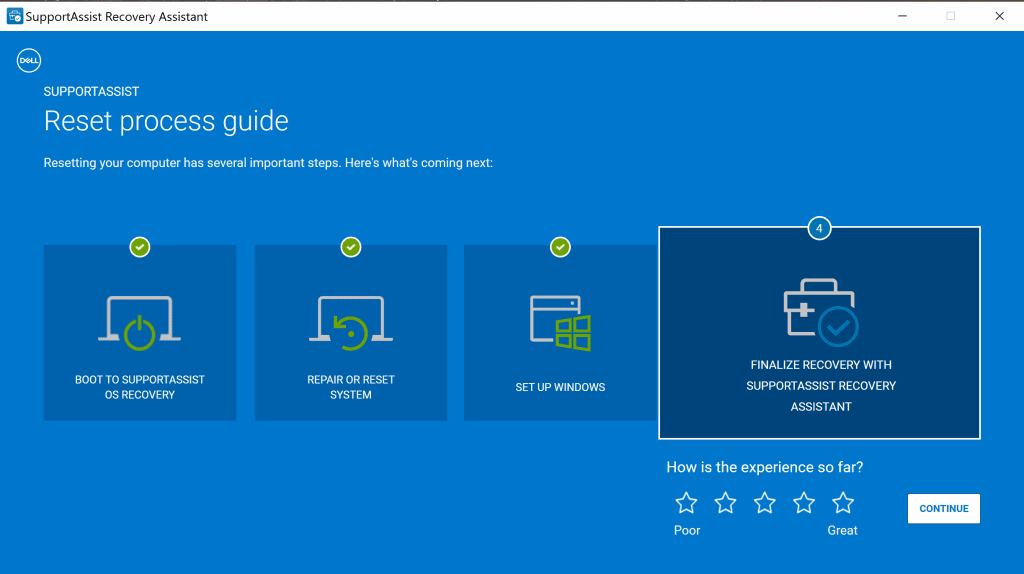 SupportAssist Recovery Assistant
DELL
SUPPORTASSIST
Reset process guide
Resetting your computer has several important steps. Here's what's coming next:
BOOT TO SUPPORTASSIST
OS RECOVERY
REPAIR OR RESET
SYSTEM
SET UP WINDOWS
4
FINALIZE RECOVERY WITH
SUPPORTASSIST RECOVERY
ASSISTANT
How is the experience so far?
Poor
Great
CONTINUE